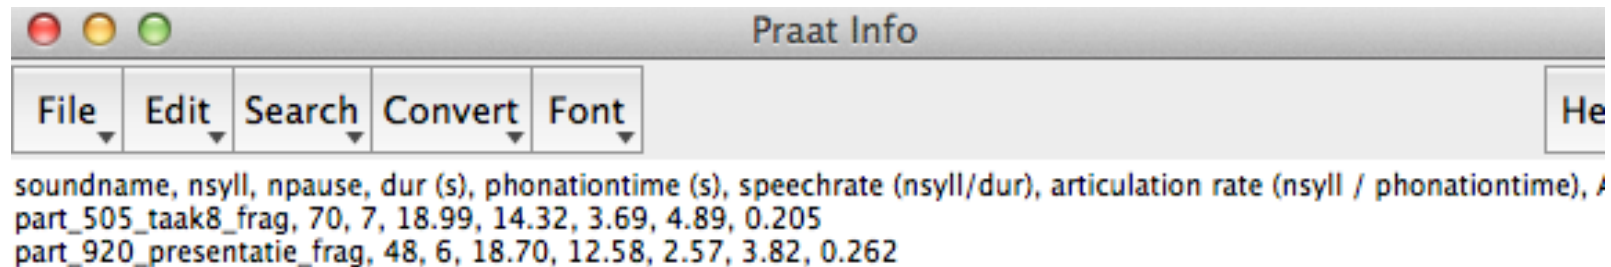 Praat Info
File Edit Search Convert Font He
soundname, nsyll, npause, dur (s), phonationtime (s), speechrate (nsyll/dur), articulation rate (nsyll / phonationtime),
part_505_taak8_frag, 70, 7, 18.99, 14.32, 3.69, 4.89, 0.205
part_920_presentatie_frag, 48, 6, 18.70, 12.58, 2.57, 3.82, 0.262